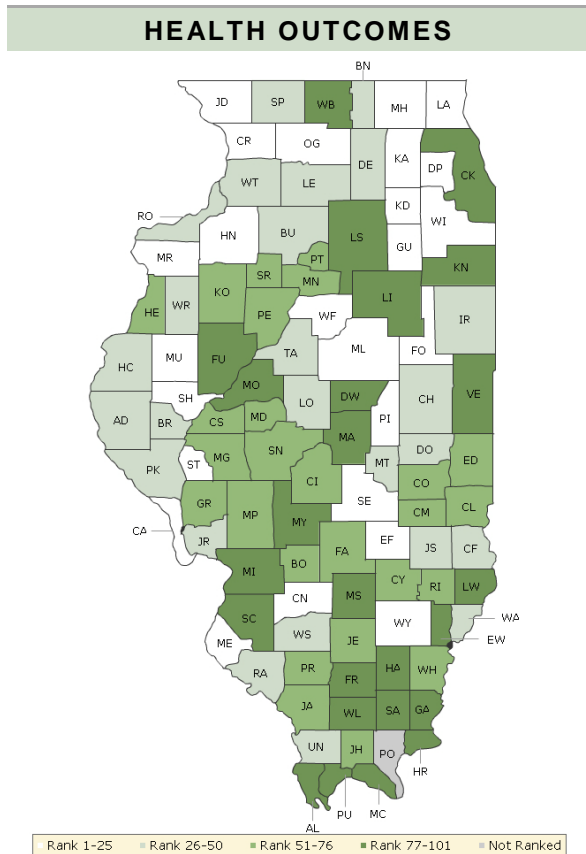 HEALTH OUTCOMES
BN
JD SP WB MH LA
CR OG KA DP CK
WT LE DE
RO KD WI
HN BU LS GU
MR PT KN
SR MN
HE WR KO LI IR
PE WF
MU FU TA ML FO
HC MO
SH LO DW CH VE
AD BR CS MD MA PI
PK ST MG SN MT DO ED
CI CO
GR MP SE CM CL
CA JR MY EF JS CF
FA
MI BO CY RI LW
CN MS
SC WS WY WA
ME JE EW
RA PR FR HA WH
JA WL SA GA
UN JH PO
HR
AL PU MC
Rank 1-25 Rank 26-50 Rank 51-76 Rank 77-101 Not Ranked